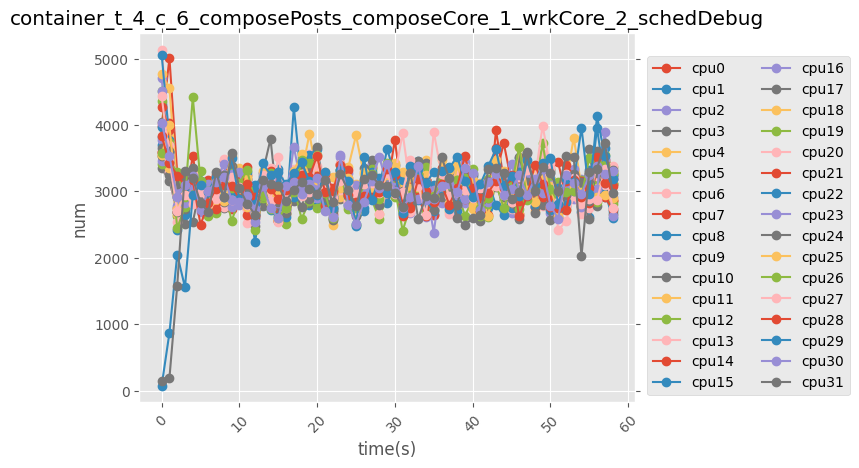 container_t_4_c_6_composePosts_composeCore_1_wrkCore_2_schedDebug
num
5000
4000
3000
2000
1000
0
0
10
20
30
40
50
60
time(s)
cpu0
cpu1
cpu2
cpu3
cpu4
cpu5
cpu6
cpu7
cpu8
cpu9
cpu10
cpu11
cpu12
cpu13
cpu14
cpu15
cpu16
cpu17
cpu18
cpu19
cpu20
cpu21
cpu22
cpu23
cpu24
cpu25
cpu26
cpu27
cpu28
cpu29
cpu30
cpu31